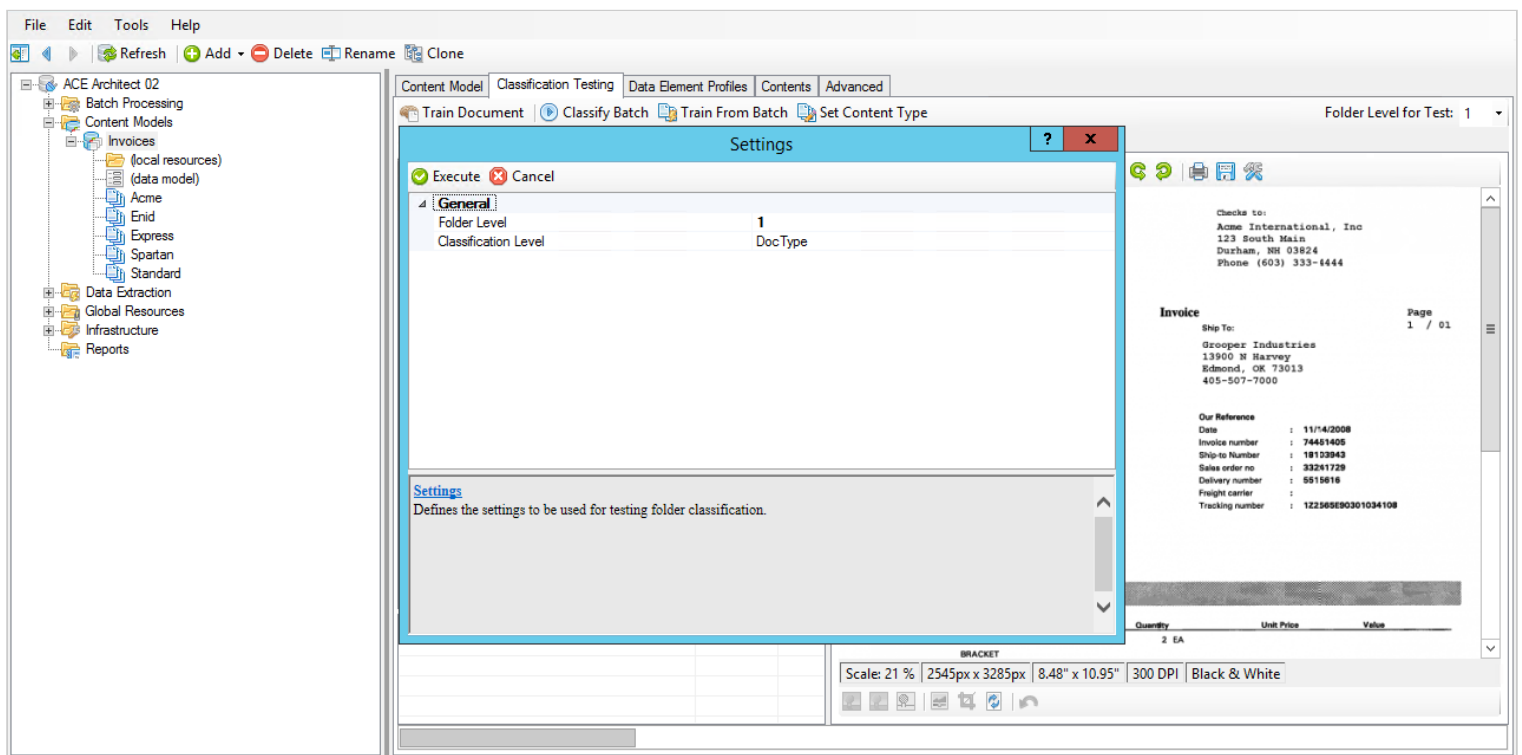 File Edit Tools Help
Refresh Add Delete Rename Clone
ACE Architect 02
Batch Processing
Content Models
Invoices
(local resources)
(data model)
Acme
Enid
Express
Spartan
Standard
Data Extraction
Global Resources
Infrastructure
Reports
Content Model Classification Testing Data Element Profiles Contents Advanced
Train Document Classify Batch Train From Batch Set Content Type Folder Level for Test: 1
Settings ? x
Execute Cancel
General
Folder Level 1
Classification Level DocType
Settings
Defines the settings to be used for testing folder classification.
Checks to:
Acme International, Inc
123 South Main
Durham, NH 03824
Phone (603) 333-4444
Invoice Page
Ship To: 1 / 01
Grooper Industries
13900 N Harvey
Edmond, OK 73013
405-507-7000
Our Reference
Date : 11/14/2008
Invoice number : 74451405
Ship-to Number : 18103943
Sales order no : 33241729
Delivery number : 5515616
Freight carrier :
Tracking number : 1Z2565E90301034108
Quantity Unit Price Value
2 EA
BRACKET
Scale: 21 % 2545px x 3285px 8.48" x 10.95" 300 DPI Black & White